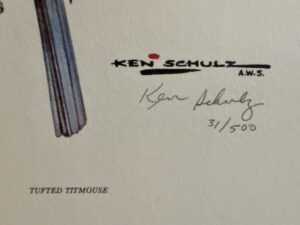 KEN SCHULZ
A.W.S.
Ken Schulz
31/500
TUFTED TITMOUSE